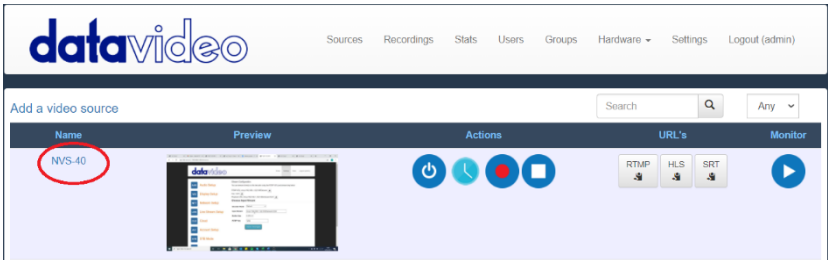 datavideo
Sources Recordings Stats Users Groups Hardware Settings Logout (admin)
Add a video source
Search
Any
Name Preview Actions URL's Monitor
NVS-40
datavideo
RTMP HLS SRT